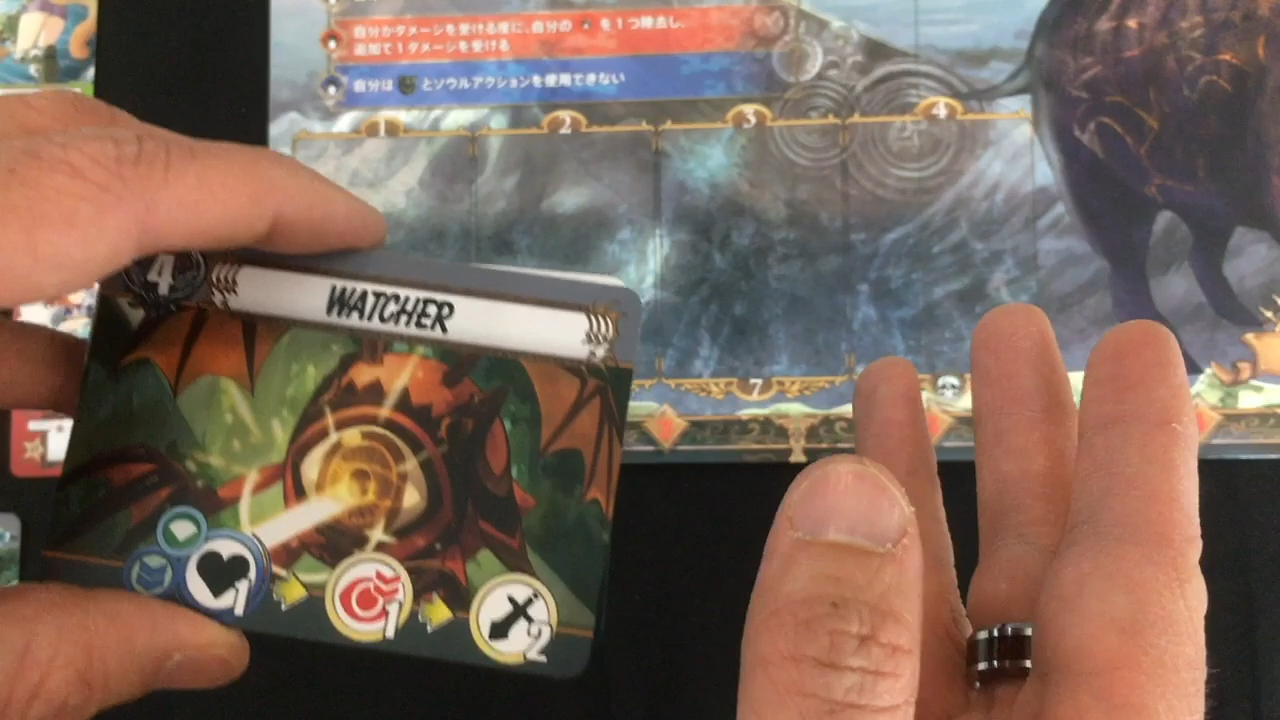 自分がダメージを受ける度に、自分の を1つ除去し、
追加で1ダメージを受ける
自分は とソウルアクションを使用できない
1 2 3 4
4 WATCHER
7
1 1 2